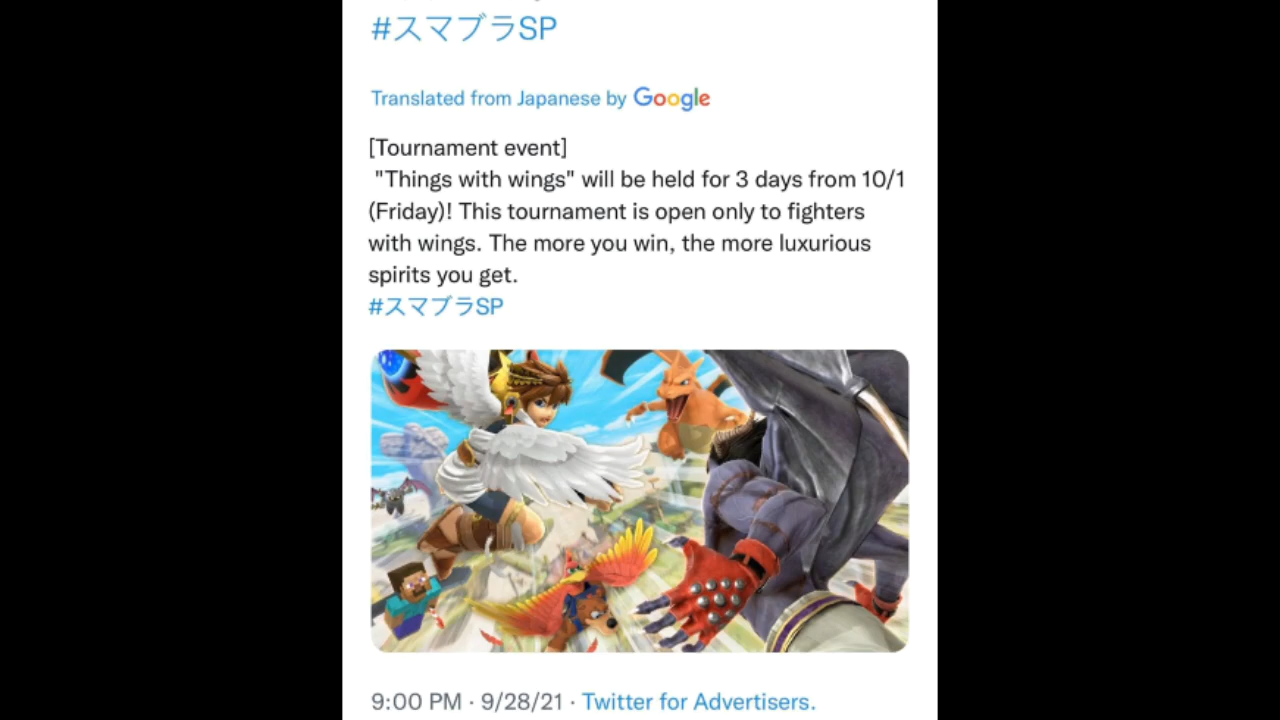 #スマブラSP
Translated from Japanese by Google
[Tournament event]
"Things with wings" will be held for 3 days from 10/1
(Friday)! This tournament is open only to fighters
with wings. The more you win, the more luxurious
spirits you get.
#スマブラSP
9:00 PM · 9/28/21 · Twitter for Advertisers.